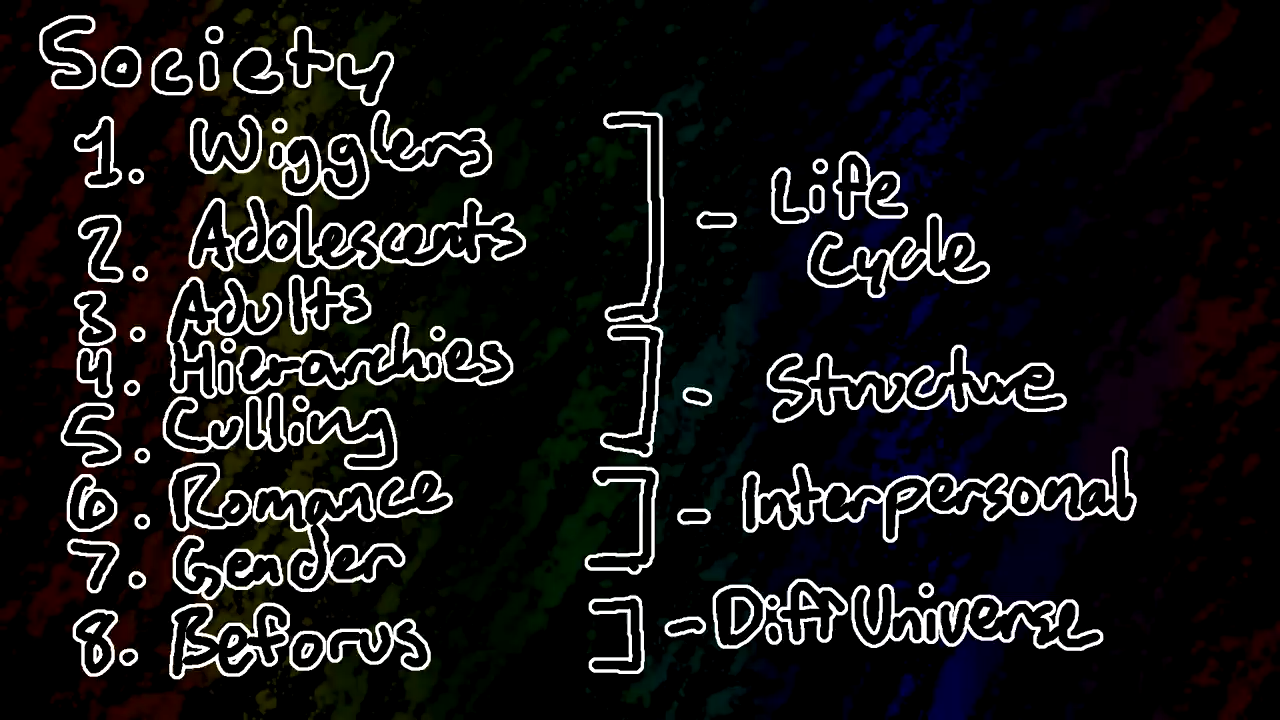 Society
1. Wigglers
2. Adolescents
3. Adults
4. Hierarchies
5. Culling
6. Romance
7. Gender
8. Beforus
- Life
Cycle
- Structure
- Interpersonal
- Diff Universe